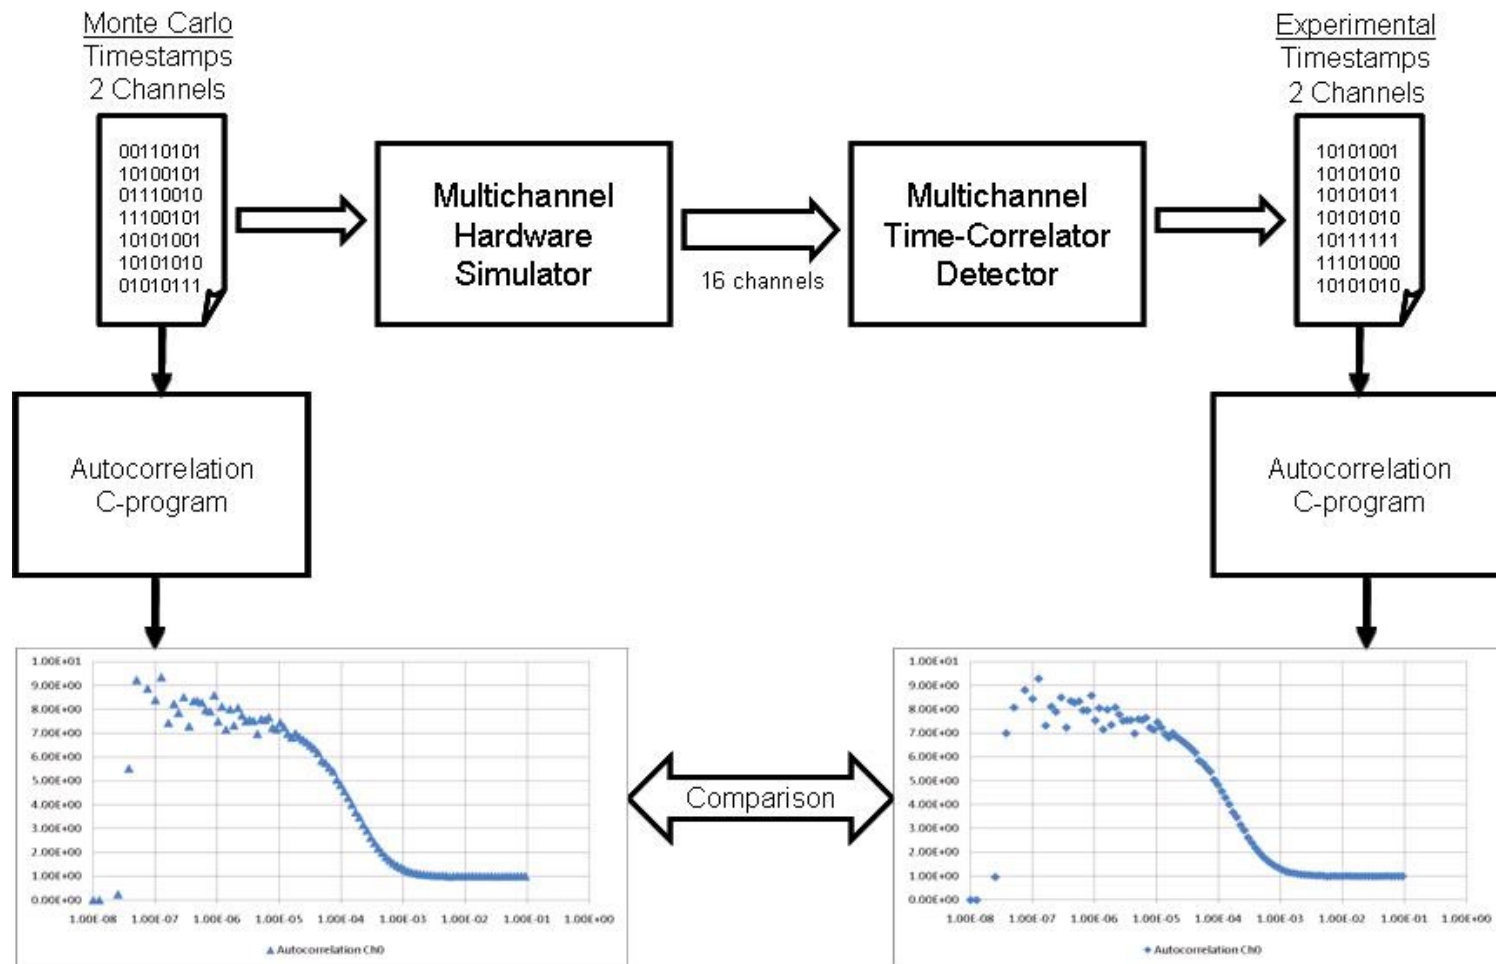 Monte Carlo
Timestamps
2 Channels
00110101
10100101
01110010
11100101
10101001
10101010
01010111
Multichannel
Hardware
Simulator
16 channels
Multichannel
Time-Correlator
Detector
Experimental
Timestamps
2 Channels
10101001
10101010
10101011
10101010
10111111
11101000
10101010
Autocorrelation
C-program
Autocorrelation
C-program
1.00E+01
9.00E+00
8.00E+00
7.00E+00
6.00E+00
5.00E+00
4.00E+00
3.00E+00
2.00E+00
1.00E+00
0.00E+00
1.00E-08 1.00E-07 1.00E-06 1.00E-05 1.00E-04 1.00E-03 1.00E-02 1.00E-01 1.00E+00
Autocorrelation Ch0
Comparison
1.00E+01
9.00E+00
8.00E+00
7.00E+00
6.00E+00
5.00E+00
4.00E+00
3.00E+00
2.00E+00
1.00E+00
0.00E+00
1.00E-08 1.00E-07 1.00E-06 1.00E-05 1.00E-04 1.00E-03 1.00E-02 1.00E-01 1.00E+00
Autocorrelation Ch0